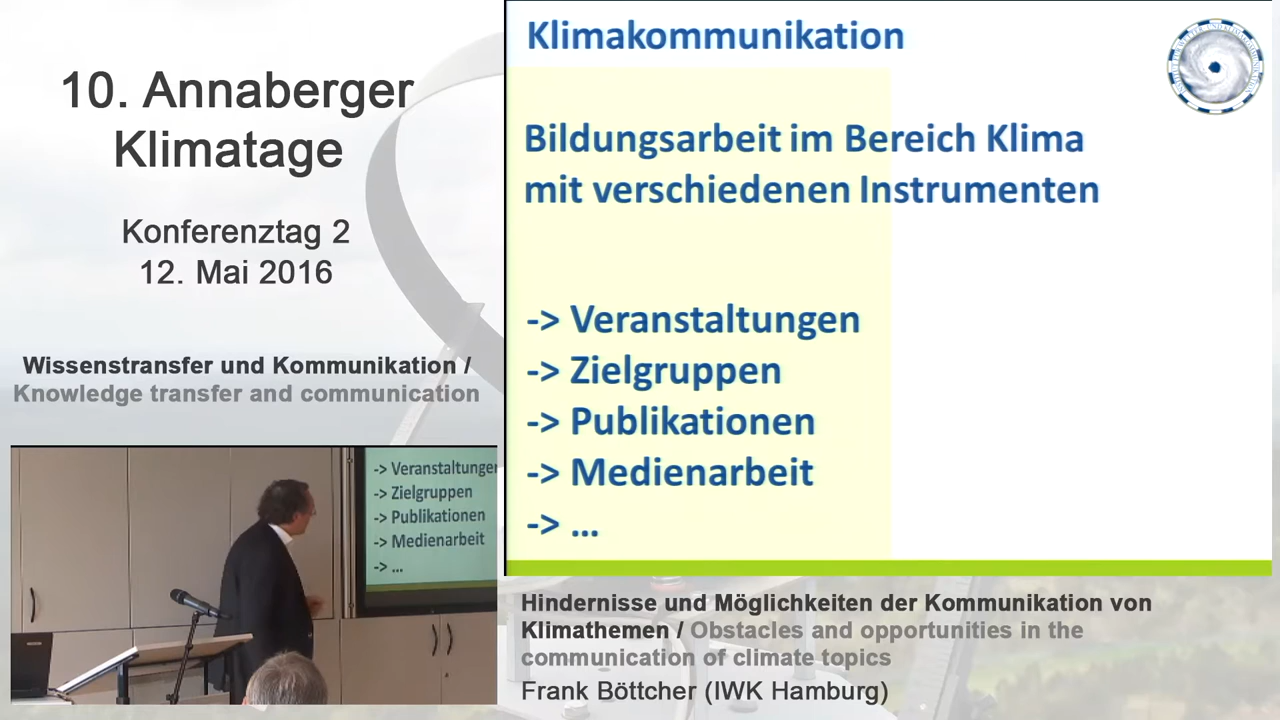 10. Annaberger
Klimatage
Konferenztag 2
12. Mai 2016
Wissenstransfer und Kommunikation /
Knowledge transfer and communication
-> Veranstaltungen
-> Zielgruppen
-> Publikationen
-> Medienarbeit
-> ...
Klimakommunikation
Bildungsarbeit im Bereich Klima
mit verschiedenen Instrumenten
-> Veranstaltungen
-> Zielgruppen
-> Publikationen
-> Medienarbeit
-> ...
Hindernisse und Möglichkeiten der Kommunikation von
Klimathemen / Obstacles and opportunities in the
communication of climate topics
Frank Böttcher (IWK Hamburg)